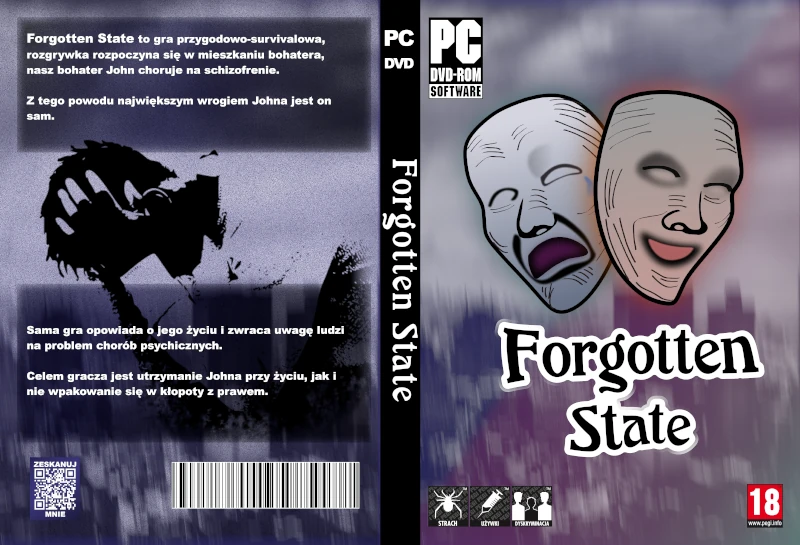 Forgotten State to gra przygodowo-survivalowa,
rozgrywka rozpoczyna się w mieszkaniu bohatera,
nasz bohater John choruje na schizofrenie.
Z tego powodu największym wrogiem Johna jest on
sam.
Sama gra opowiada o jego życiu i zwraca uwagę ludzi
na problem chorób psychicznych.
Celem gracza jest utrzymanie Johna przy życiu, jak i
nie wpakowanie się w kłopoty z prawem.
ZESKANUJ
MNIE
PC
DVD
Forgotten State
PC
DVD-ROM
SOFTWARE
Forgotten
State
STRACH
UŻYWKI
DYSKRYMINACJA
18
www.pegi.info